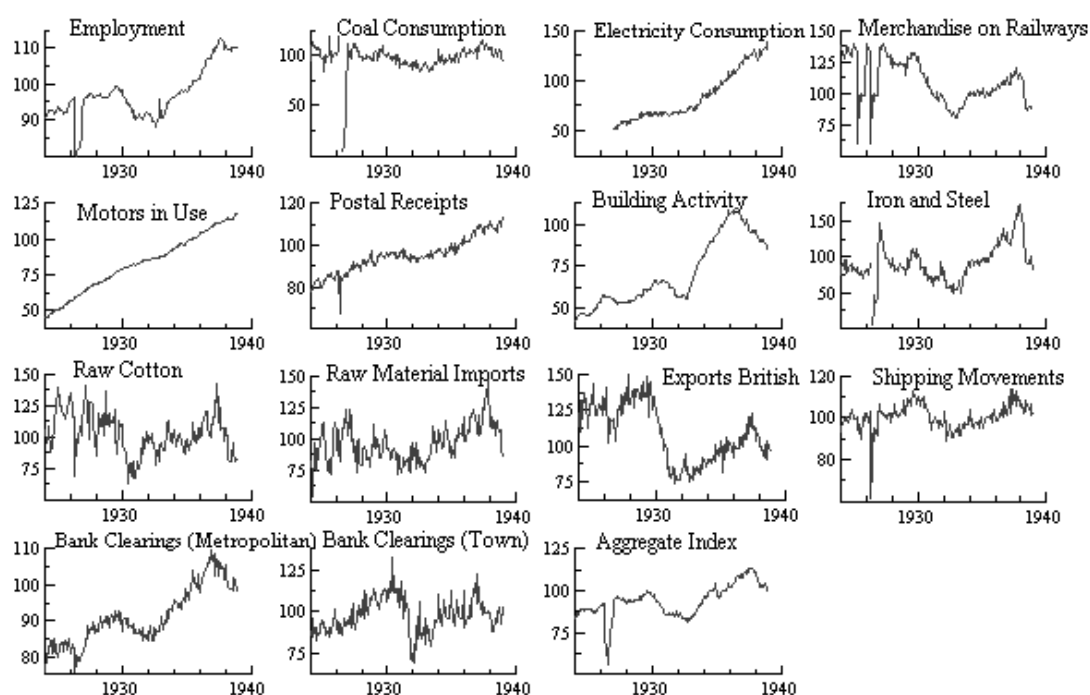 Employment
Coal Consumption
Electricity Consumption
Merchandise on Railways
110
100
90
100
50
150
100
50
150
125
100
75
1930 1940 1930 1940 1930 1940 1930 1940
Motors in Use
Postal Receipts
Building Activity
Iron and Steel
125
100
75
50
120
100
80
100
75
50
150
100
50
1930 1940 1930 1940 1930 1940 1930 1940
Raw Cotton
Raw Material Imports
Exports British
Shipping Movements
150
125
100
75
150
125
100
75
150
125
100
75
120
100
80
1930 1940 1930 1940 1930 1940 1930 1940
Bank Clearings (Metropolitan)
Bank Clearings (Town)
Aggregate Index
110
100
90
80
125
100
75
125
100
75
1930 1940 1930 1940 1930 1940